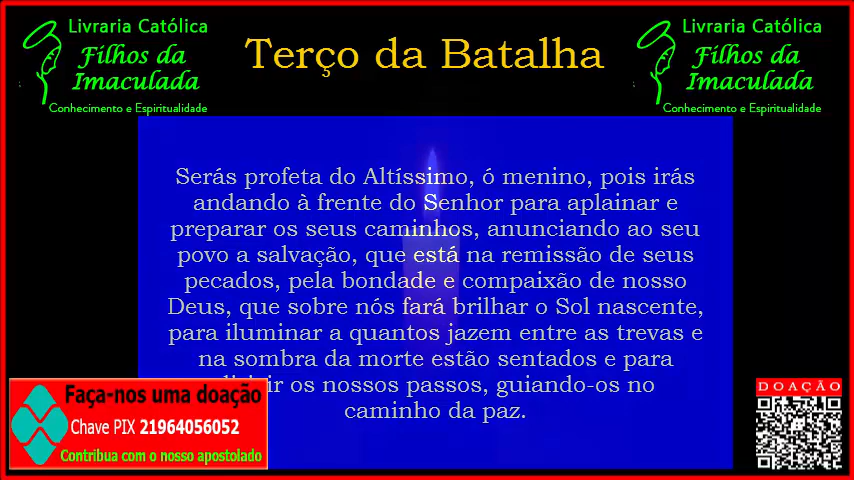 Livraria Católica
Filhos da
Imaculada
Conhecimento e Espiritualidade
Terço da Batalha
Livraria Católica
Filhos da
Imaculada
Conhecimento e Espiritualidade
Serás profeta do Altíssimo, ó menino, pois irás
andando à frente do Senhor para aplainar e
preparar os seus caminhos, anunciando ao seu
povo a salvação, que está na remissão de seus
pecados, pela bondade e compaixão de nosso
Deus, que sobre nós fará brilhar o Sol nascente,
para iluminar a quantos jazem entre as trevas e
na sombra da morte estão sentados e para
os nossos passos, guiando-os no
caminho da paz.
Faça-nos uma doação
Chave PIX 21964056052
Contribua com o nosso apostolado
DOAÇÃO